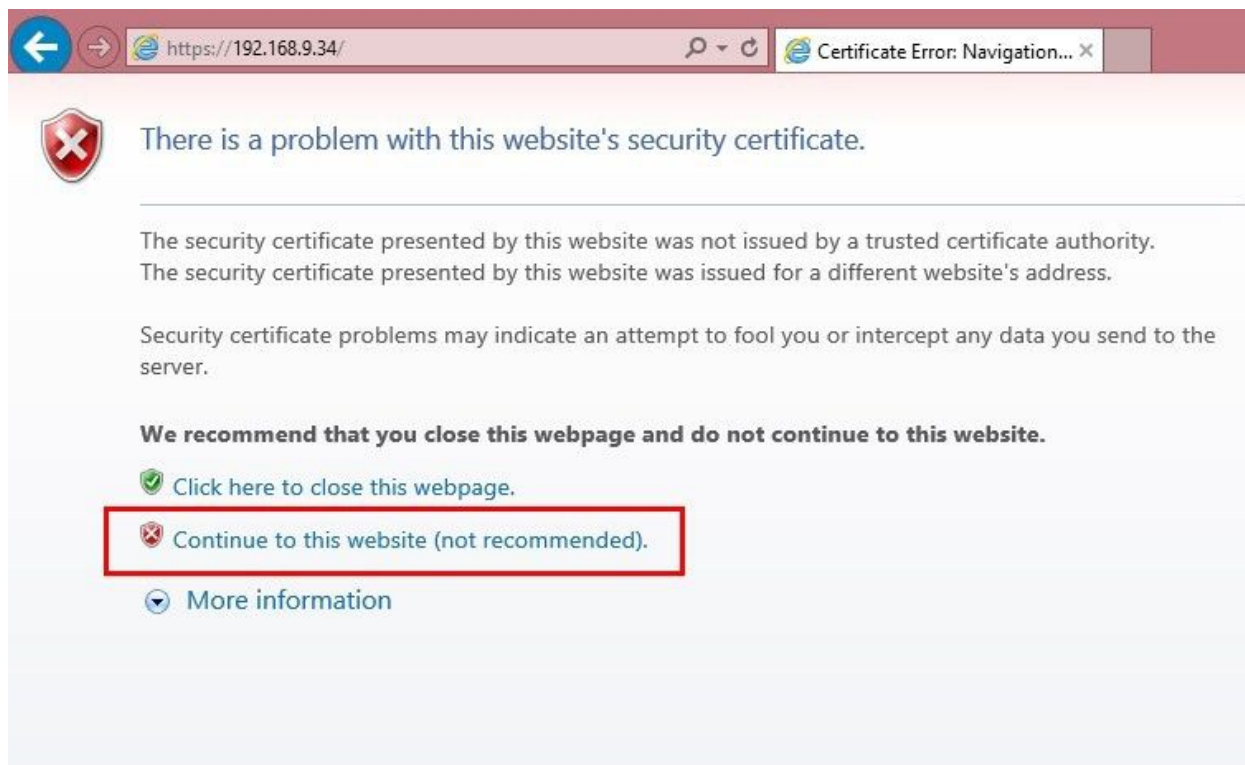 https://192.168.9.34/
Certificate Error: Navigation...
There is a problem with this website's security certificate.
The security certificate presented by this website was not issued by a trusted certificate authority.
The security certificate presented by this website was issued for a different website's address.
Security certificate problems may indicate an attempt to fool you or intercept any data you send to the
server.
We recommend that you close this webpage and do not continue to this website.
Click here to close this webpage.
Continue to this website (not recommended).
More information